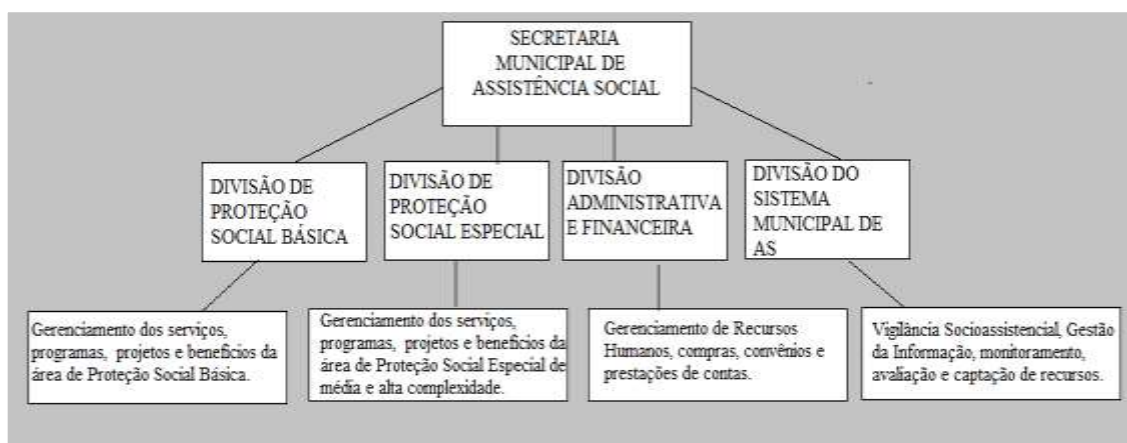 SECRETARIA
MUNICIPAL DE
ASSISTÊNCIA SOCIAL
DIVISÃO DE
PROTEÇÃO
SOCIAL BÁSICA
DIVISÃO DE
PROTEÇÃO
SOCIAL ESPECIAL
DIVISÃO
ADMINISTRATIVA
E FINANCEIRA
DIVISÃO DO
SISTEMA
MUNICIPAL DE
AS
Gerenciamento dos serviços,
programas, projetos e benefícios da
área de Proteção Social Básica.
Gerenciamento dos serviços,
programas, projetos e benefícios da
área de Proteção Social Especial de
média e alta complexidade.
Gerenciamento de Recursos
Humanos, compras, convênios e
prestações de contas.
Vigilância Socioassistencial, Gestão
da Informação, monitoramento,
avaliação e captação de recursos.